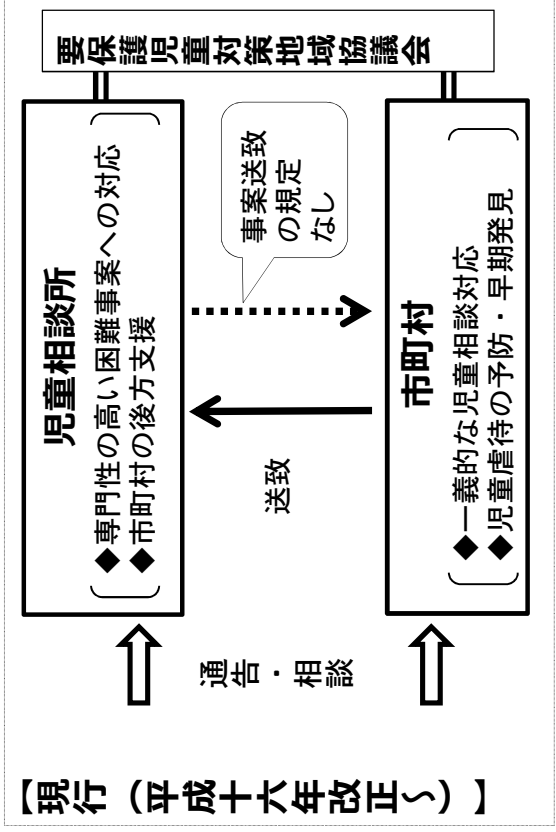 【現行（平成十六年改正～）】
通告・相談
児童相談所
◆専門性の高い困難事案への対応
◆市町村の後方支援
送致
事案送致
の規定
なし
市町村
◆一義的な児童相談対応
◆児童虐待の予防・早期発見
要保護児童対策地域協議会